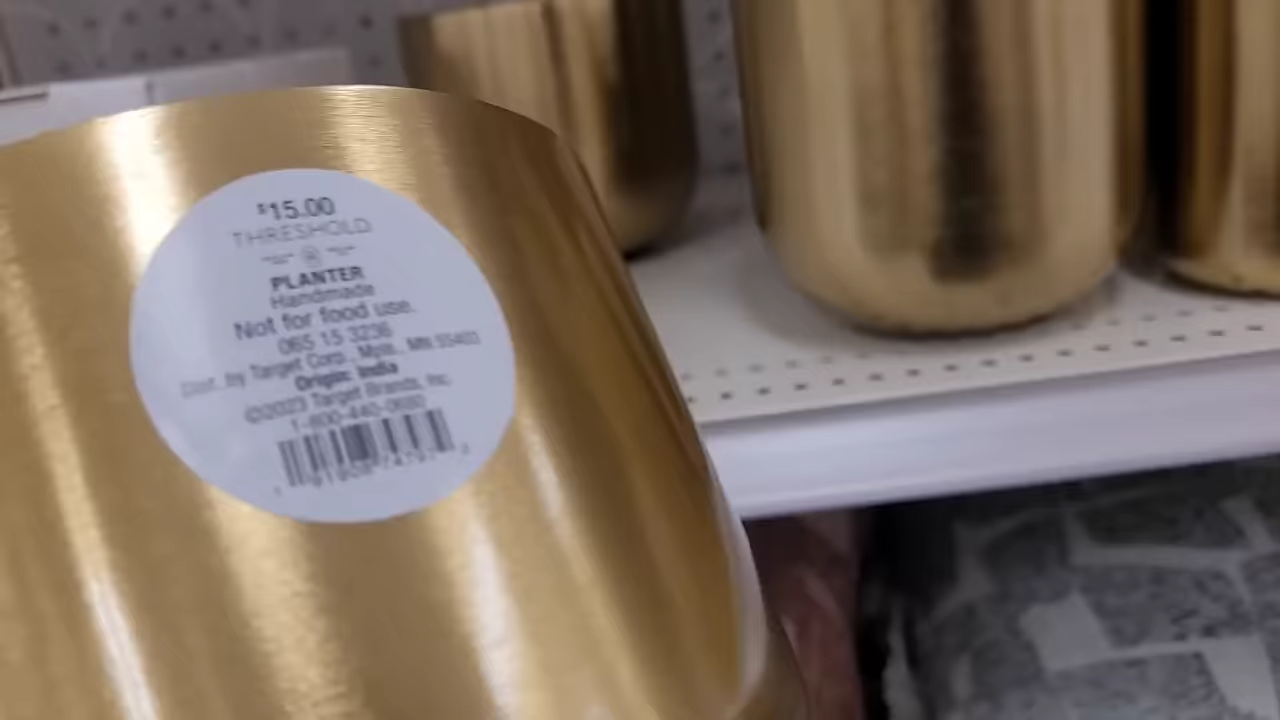 $15.00
THRESHOLD
PLANTER
Handmade
Not for food use.
065 15 3236
Dist. by Target Corp., Mpls., MN 55403
Origin: India
©2023 Target Brands, Inc.
1-800-440-0680